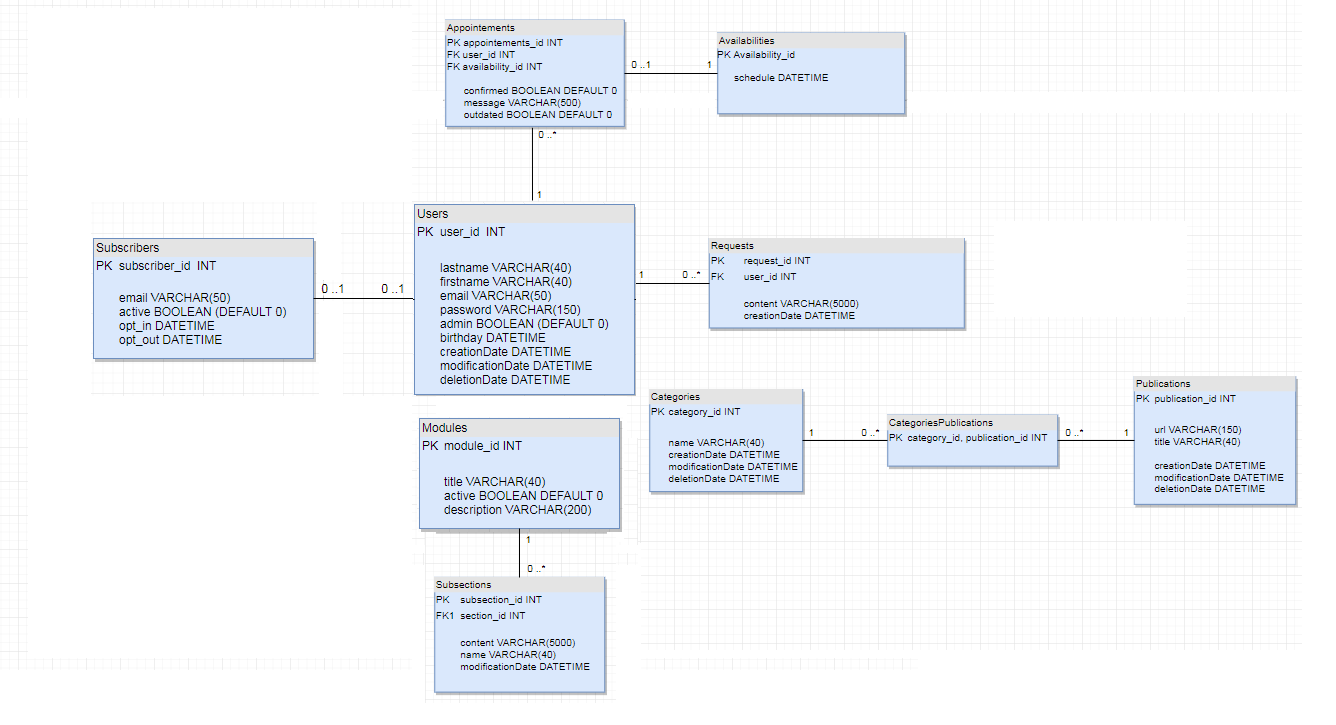 Appointements
PK appointements_id INT
FK user_id INT
FK availability_id INT
confirmed BOOLEAN DEFAULT 0
message VARCHAR(500)
outdated BOOLEAN DEFAULT 0
0 ..1
1
Availabilities
PK Availability_id
schedule DATETIME
0 ..*
1
Users
PK user_id INT
lastname VARCHAR(40)
firstname VARCHAR(40)
email VARCHAR(50)
password VARCHAR(150)
admin BOOLEAN (DEFAULT 0)
birthday DATETIME
creationDate DATETIME
modificationDate DATETIME
deletionDate DATETIME
Subscribers
PK subscriber_id INT
email VARCHAR(50)
active BOOLEAN (DEFAULT 0)
opt_in DATETIME
opt_out DATETIME
0 ..1
0 ..1
1
0 ..*
Requests
PK request_id INT
FK user_id INT
content VARCHAR(5000)
creationDate DATETIME
Categories
PK category_id INT
name VARCHAR(40)
creationDate DATETIME
modificationDate DATETIME
deletionDate DATETIME
1
0 ..*
CategoriesPublications
PK category_id, publication_id INT
0 ..*
1
Publications
PK publication_id INT
url VARCHAR(150)
title VARCHAR(40)
creationDate DATETIME
modificationDate DATETIME
deletionDate DATETIME
Modules
PK module_id INT
title VARCHAR(40)
active BOOLEAN DEFAULT 0
description VARCHAR(200)
1
0 ..*
Subsections
PK subsection_id INT
FK1 section_id INT
content VARCHAR(5000)
name VARCHAR(40)
modificationDate DATETIME